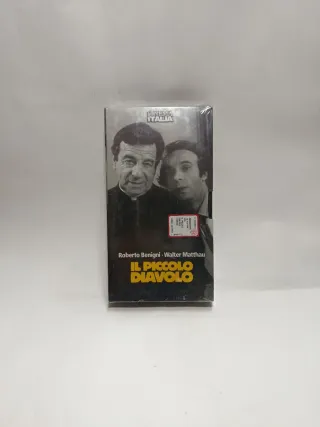 ITALIA
Roberto Benigni - Walter Matthau
IL PICCOLO
DIAVOLO